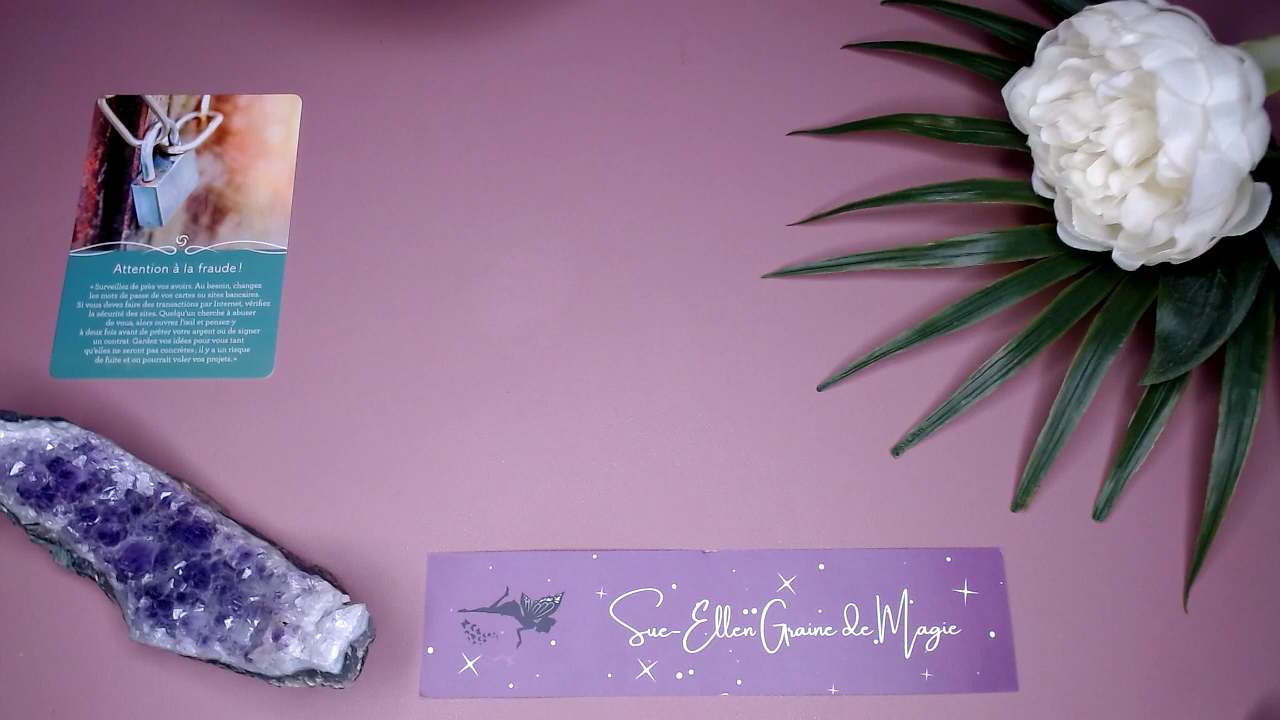 Attention à la fraude!
« Surveillez de près vos avoirs. Au besoin, changez
les mots de passe de vos cartes ou sites bancaires.
Si vous devez faire des transactions par Internet, vérifiez
la sécurité des sites. Quelqu'un cherche à abuser
de vous, alors ouvrez l'œil et pensez-y
à deux fois avant de prêter votre argent ou de signer
un contrat. Gardez vos idées pour vous tant
qu'elles ne seront pas concrètes; il y a un risque
de fuite et on pourrait voler vos projets. »
Sue-Ellen Graine de Magie